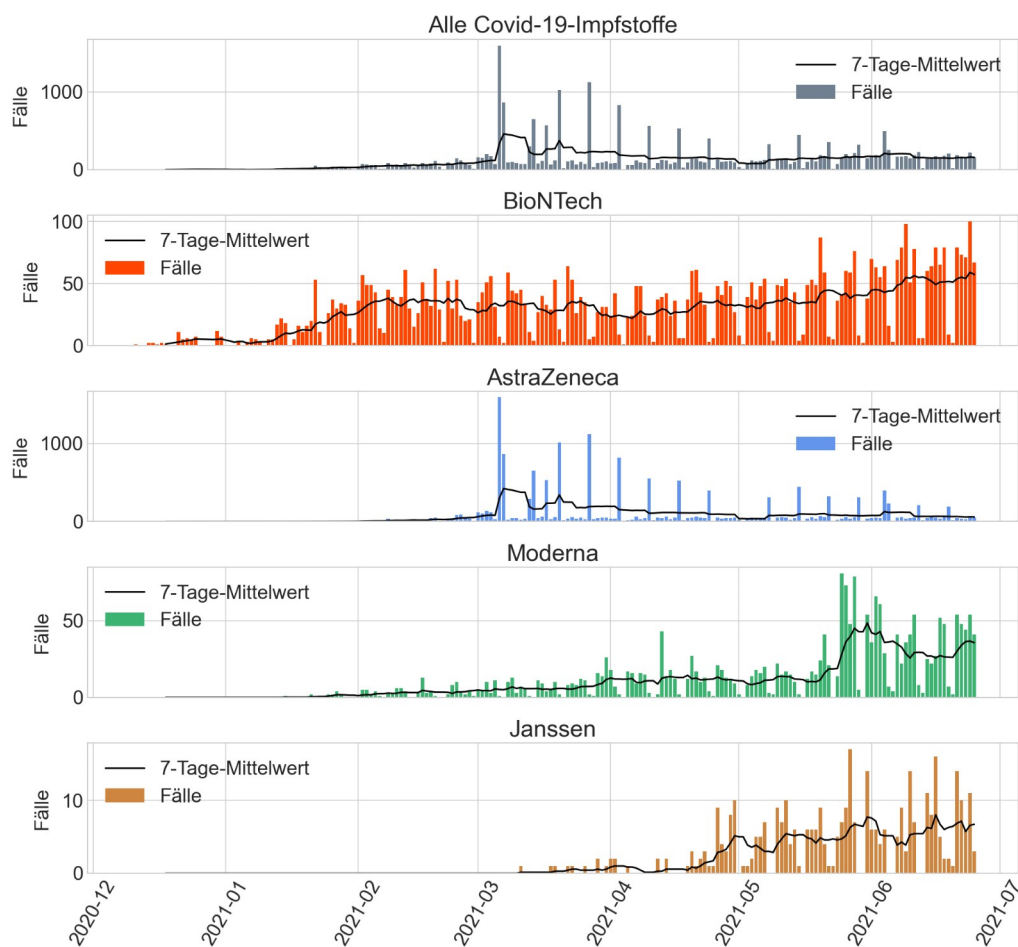 Alle Covid-19-Impfstoffe
Fälle
1000
0
7-Tage-Mittelwert
Fälle
BioNTech
Fälle
100
50
0
7-Tage-Mittelwert
Fälle
AstraZeneca
Fälle
1000
0
7-Tage-Mittelwert
Fälle
Moderna
Fälle
50
0
7-Tage-Mittelwert
Fälle
Janssen
Fälle
10
0
7-Tage-Mittelwert
Fälle
2020-12
2021-01
2021-02
2021-03
2021-04
2021-05
2021-06
2021-07